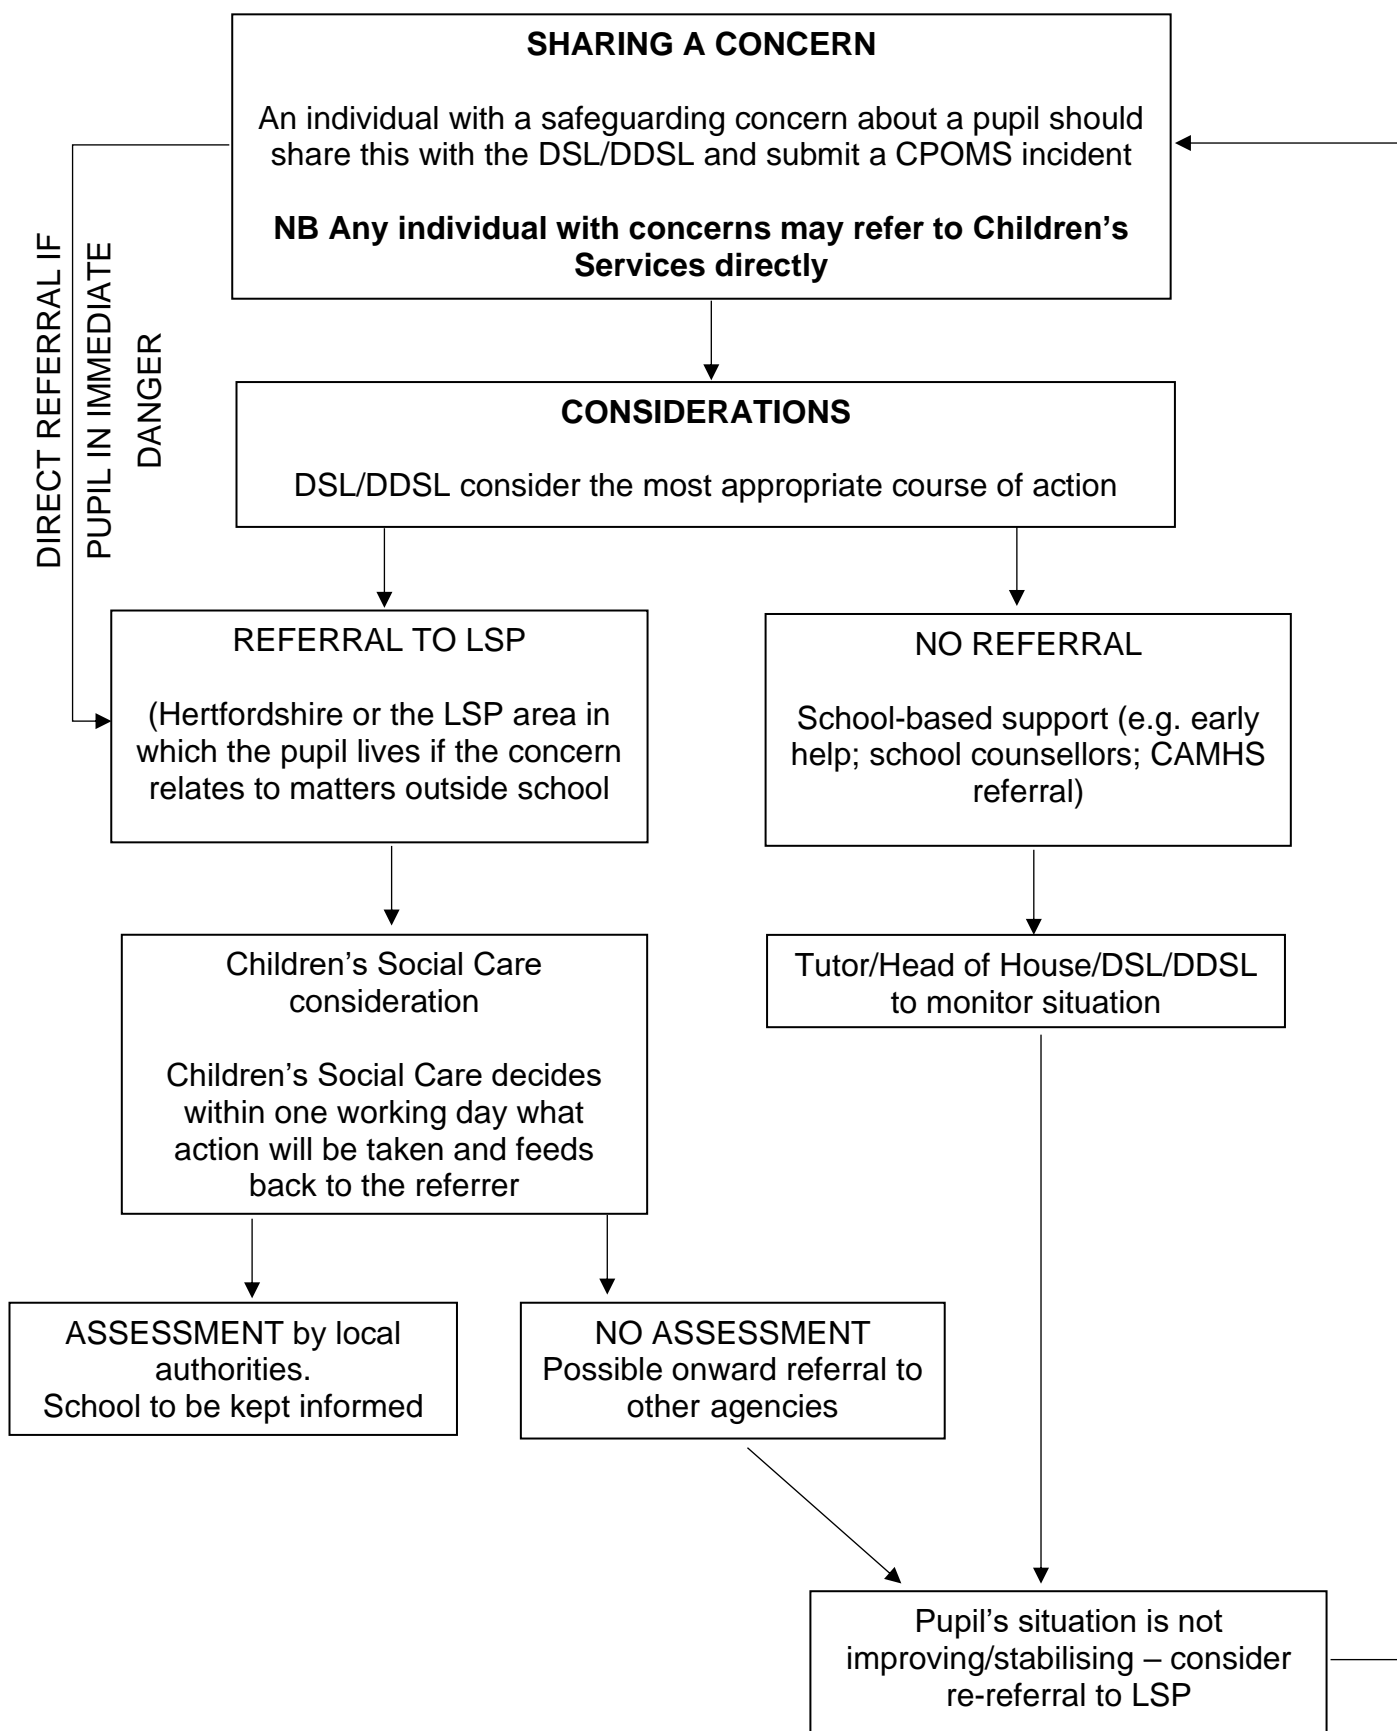 SHARING A CONCERN
An individual with a safeguarding concern about a pupil should
share this with the DSL/DDSL and submit a CPOMS incident
NB Any individual with concerns may refer to Children’s
Services directly
DIRECT REFERRAL IF
PUPIL IN IMMEDIATE
DANGER
CONSIDERATIONS
DSL/DDSL consider the most appropriate course of action
REFERRAL TO LSP
(Hertfordshire or the LSP area in
which the pupil lives if the concern
relates to matters outside school
NO REFERRAL
School-based support (e.g. early
help; school counsellors; CAMHS
referral)
Children’s Social Care
consideration
Children’s Social Care decides
within one working day what
action will be taken and feeds
back to the referrer
Tutor/Head of House/DSL/DDSL
to monitor situation
ASSESSMENT by local
authorities.
School to be kept informed
NO ASSESSMENT
Possible onward referral to
other agencies
Pupil’s situation is not
improving/stabilising – consider
re-referral to LSP